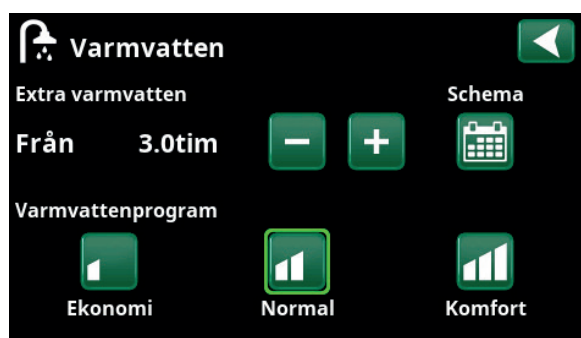 Varmvatten
Extra varmvatten
Schema
Från 3.0tim
Varmvattenprogram
Ekonomi Normal Komfort